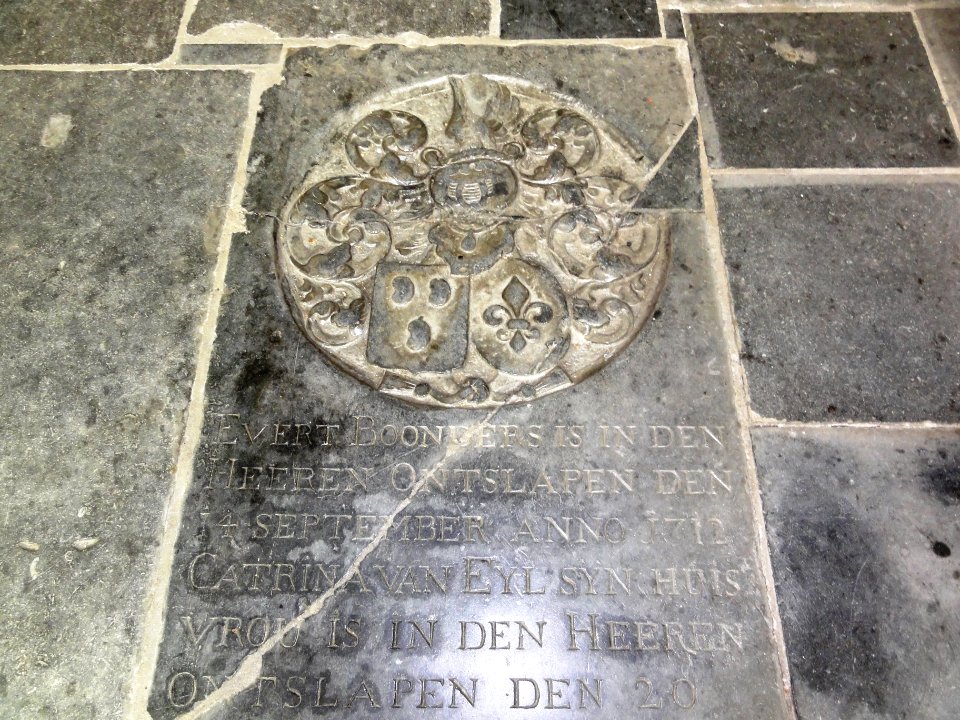 EVERT BOONDERS IS IN DEN
HEEREN ONTSLAPEN DEN
14 SEPTEMBER ANNO 1712
CATRINA VAN EYL SYN HUIS
VROU IS IN DEN HEEREN
ONTSLAPEN DEN 20